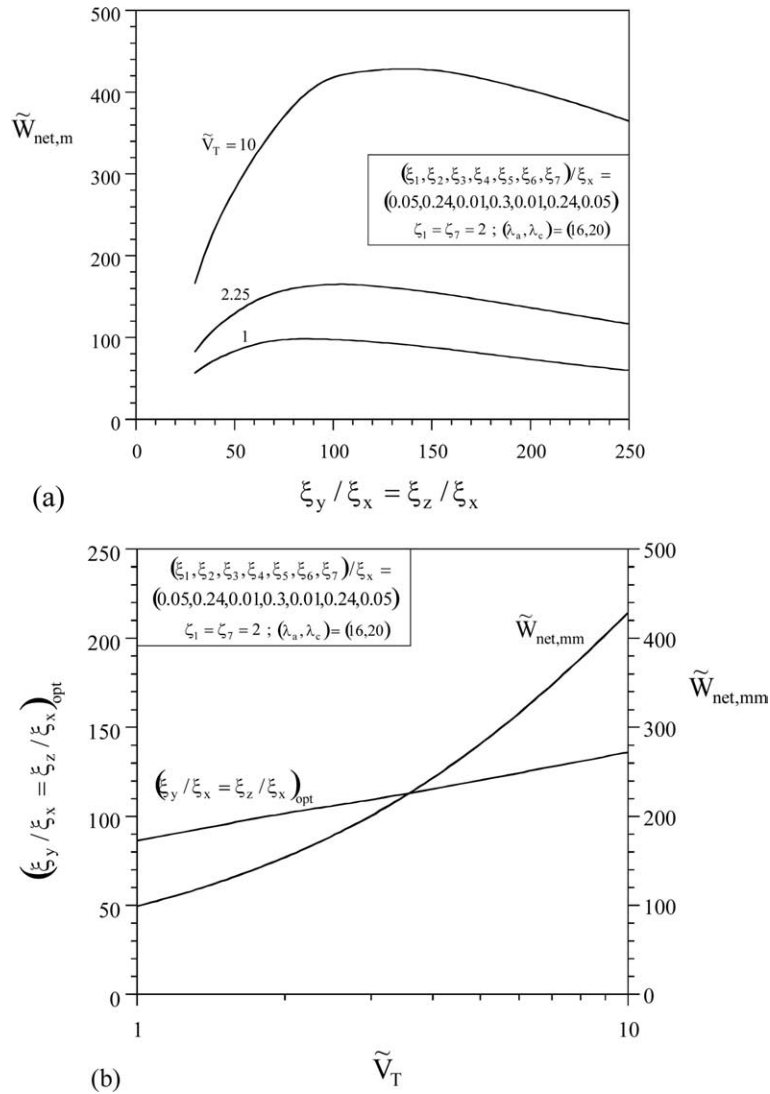 500
400
300
200
100
0
W̃net,m
ṼT = 10
2.25
1
(ξ1,ξ2,ξ3,ξ4,ξ5,ξ6,ξ7)/ξx =
(0.05,0.24,0.01,0.3,0.01,0.24,0.05)
ζ1 = ζ7 = 2 ; (λa,λc) = (16,20)
0 50 100 150 200 250
(a)
ξy/ξx = ξz/ξx
250
200
150
100
50
0
(ξy/ξx = ξz/ξx)opt
(ξ1,ξ2,ξ3,ξ4,ξ5,ξ6,ξ7)/ξx =
(0.05,0.24,0.01,0.3,0.01,0.24,0.05)
ζ1 = ζ7 = 2 ; (λa,λc) = (16,20)
W̃net,mm
(ξy/ξx = ξz/ξx)opt
500
400
300
200
100
0
W̃net,mm
1 10
(b)
ṼT